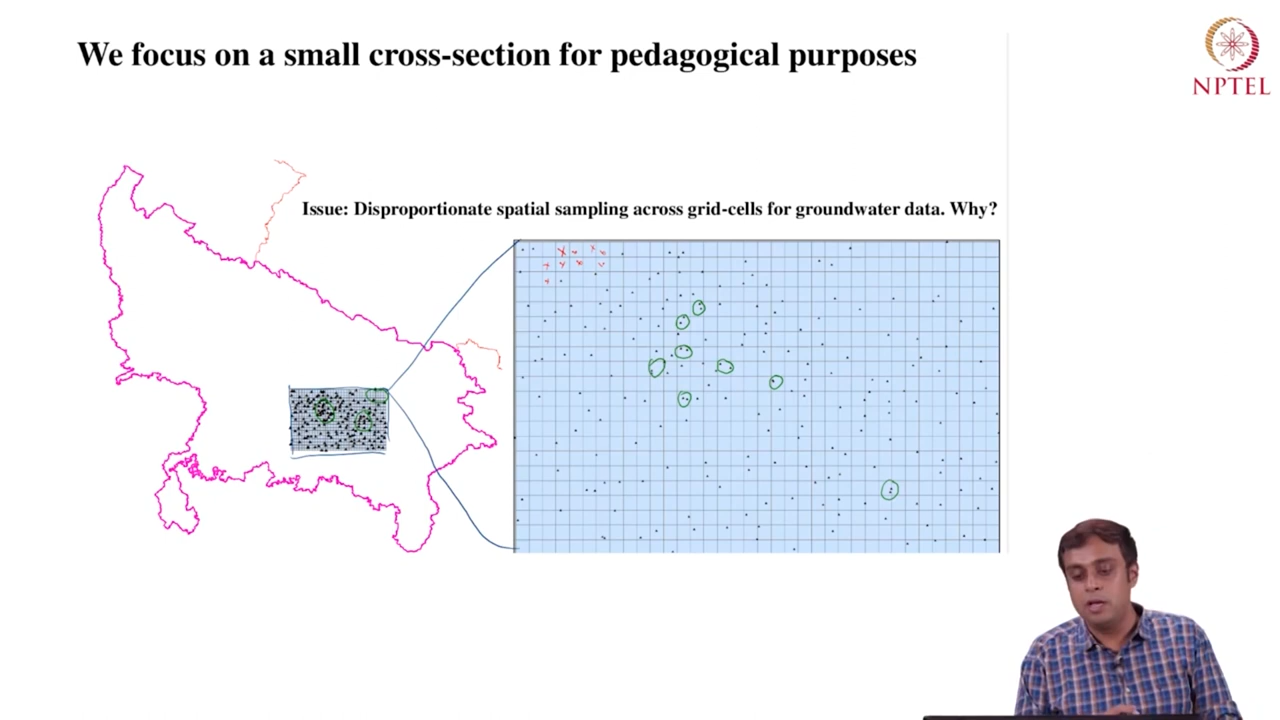 We focus on a small cross-section for pedagogical purposes
NPTEL
Issue: Disproportionate spatial sampling across grid-cells for groundwater data. Why?